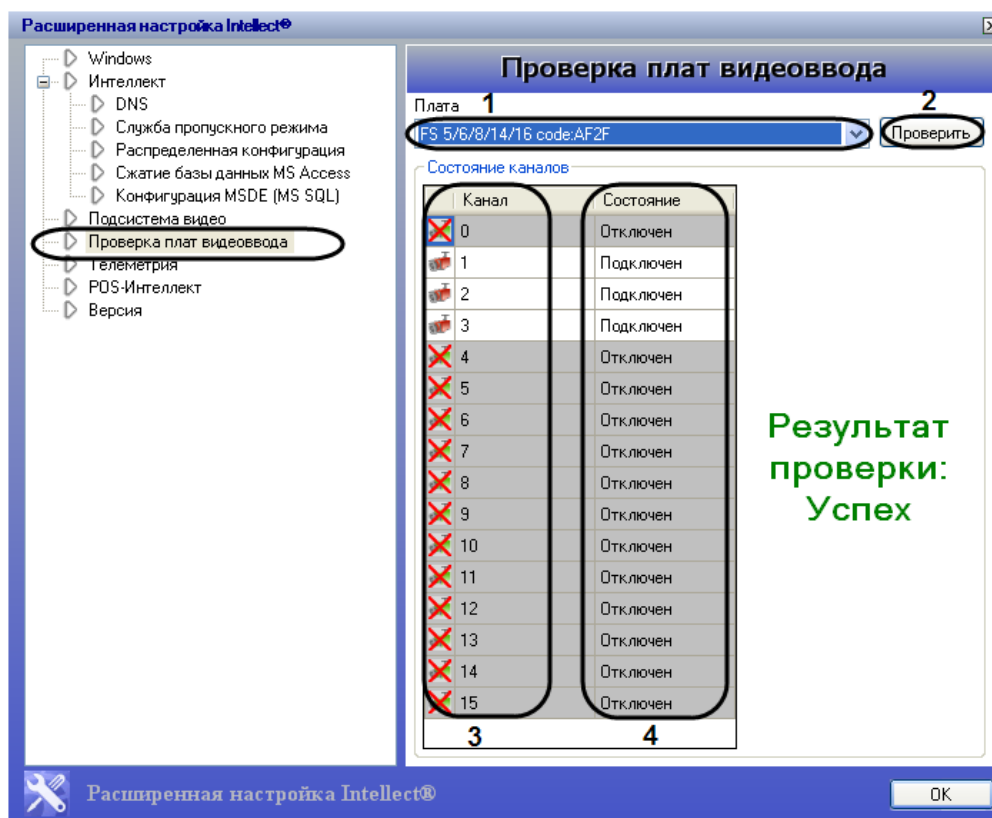 Расширенная настройка Intellect®
Windows
Интеллект
DNS
Служба пропускного режима
Распределенная конфигурация
Сжатие базы данных MS Access
Конфигурация MSDE (MS SQL)
Подсистема видео
Проверка плат видеоввода
Телеметрия
POS-Интеллект
Версия
Проверка плат видеоввода
Плата 1 2
FS 5/6/8/14/16 code:AF2F Проверить
Состояние каналов
Канал Состояние
0 Отключен
1 Подключен
2 Подключен
3 Подключен
4 Отключен
5 Отключен
6 Отключен
7 Отключен
8 Отключен
9 Отключен
10 Отключен
11 Отключен
12 Отключен
13 Отключен
14 Отключен
15 Отключен
3 4
Результат
проверки:
Успех
Расширенная настройка Intellect®
OK